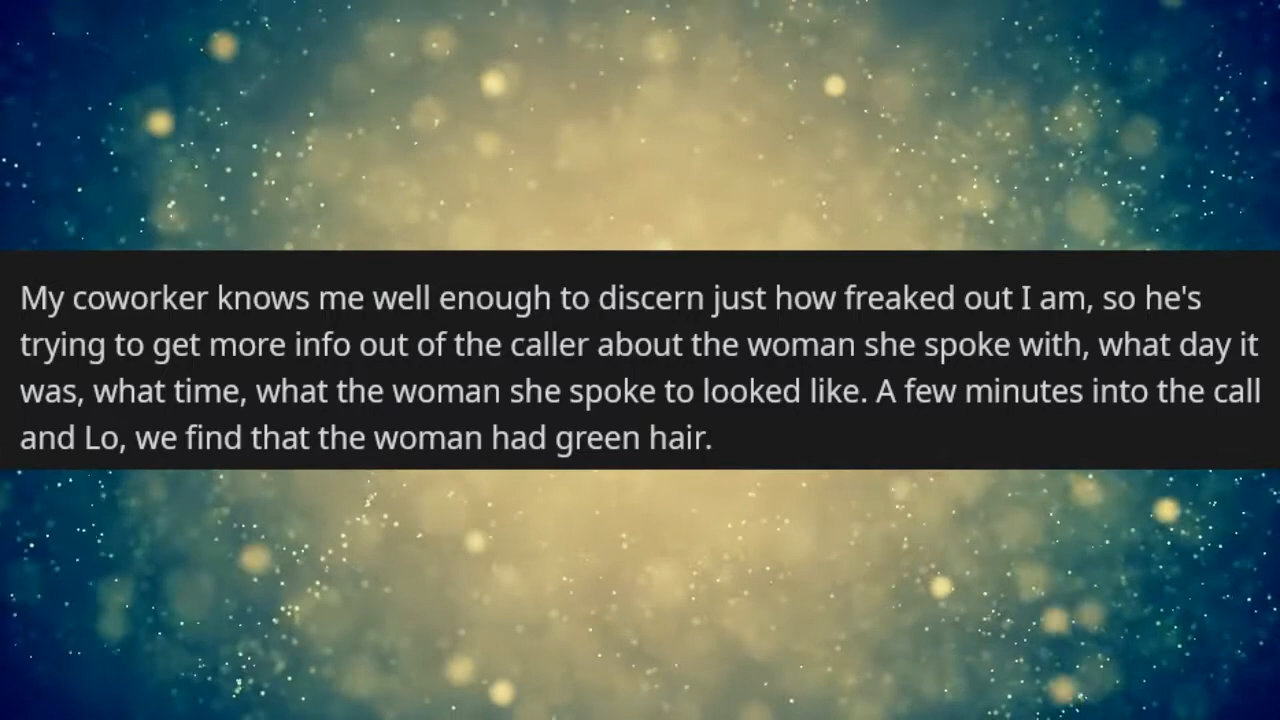 My coworker knows me well enough to discern just how freaked out I am, so he's
trying to get more info out of the caller about the woman she spoke with, what day it
was, what time, what the woman she spoke to looked like. A few minutes into the call
and Lo, we find that the woman had green hair.